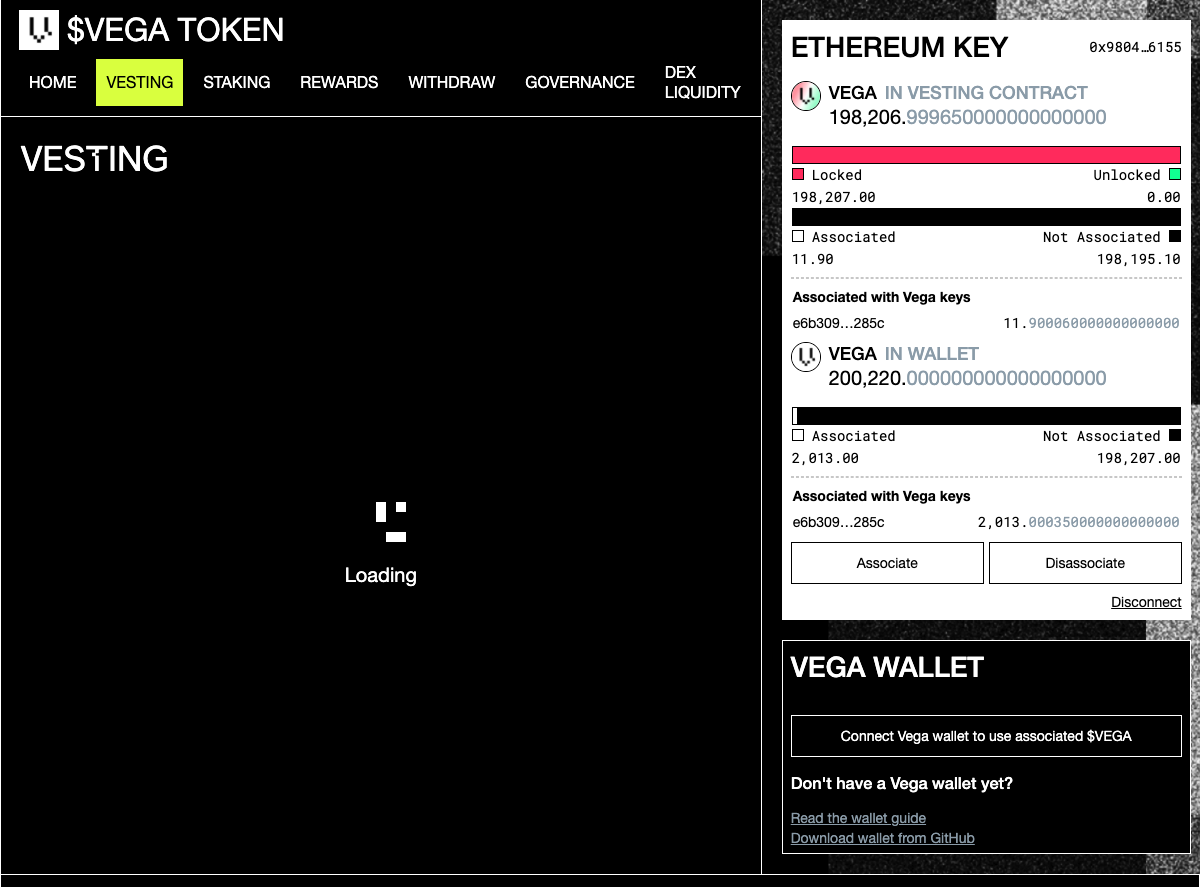 $VEGA TOKEN
HOME
VESTING
STAKING
REWARDS
WITHDRAW
GOVERNANCE
DEX
LIQUIDITY
VESTING
Loading
ETHEREUM KEY 0x9804…6155
VEGA IN VESTING CONTRACT
198,206.999650000000000000
Locked Unlocked
198,207.00 0.00
Associated Not Associated
11.90 198,195.10
Associated with Vega keys
e6b309…285c 11.900060000000000000
VEGA IN WALLET
200,220.000000000000000000
Associated Not Associated
2,013.00 198,207.00
Associated with Vega keys
e6b309…285c 2,013.000350000000000000
Associate Disassociate
Disconnect
VEGA WALLET
Connect Vega wallet to use associated $VEGA
Don't have a Vega wallet yet?
Read the wallet guide
Download wallet from GitHub